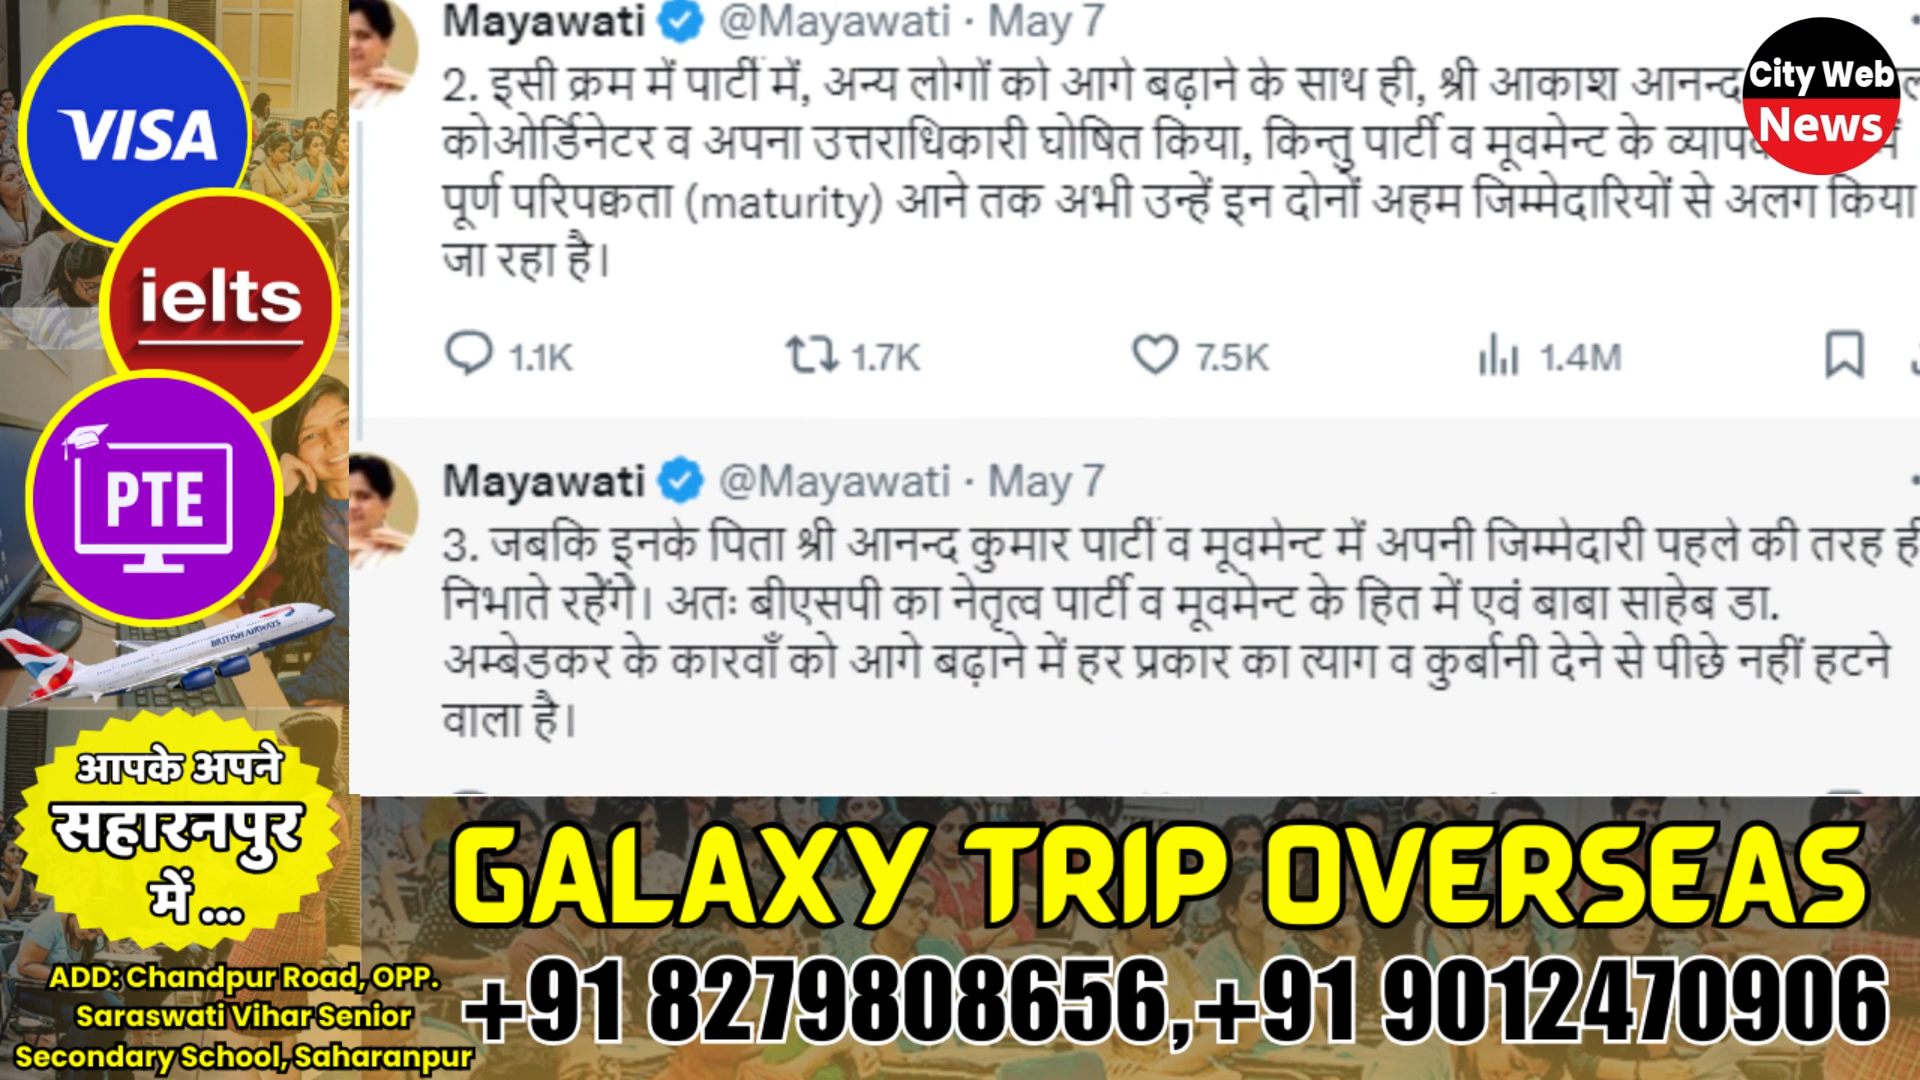 Mayawati @Mayawati · May 7
2. इसी क्रम में पार्टी में, अन्य लोगों को आगे बढ़ाने के साथ ही, श्री आकाश आनन्द
कोओर्डिनेटर व अपना उत्तराधिकारी घोषित किया, किन्तु पार्टी व मूवमेन्ट के
पूर्ण परिपक्वता (maturity) आने तक अभी उन्हें इन दोनों अहम जिम्मेदारियों से अलग किया
जा रहा है।
1.1K 1.7K 7.5K 1.4M
Mayawati @Mayawati · May 7
3. जबकि इनके पिता श्री आनन्द कुमार पार्टी व मूवमेन्ट में अपनी जिम्मेदारी पहले की तरह ही
निभाते रहेंगे। अतः बीएसपी का नेतृत्व पार्टी व मूवमेन्ट के हित में एवं बाबा साहेब डा.
अम्बेडकर के कारवाँ को आगे बढ़ाने में हर प्रकार का त्याग व कुर्बानी देने से पीछे नहीं हटने
वाला है।
City Web
News
VISA
ielts
PTE
BRITISH AIRWAYS
आपके अपने
सहारनपुर
में ...
ADD: Chandpur Road, OPP.
Saraswati Vihar Senior
Secondary School, Saharanpur
GALAXY TRIP OVERSEAS
+91 8279808656,+91 9012470906